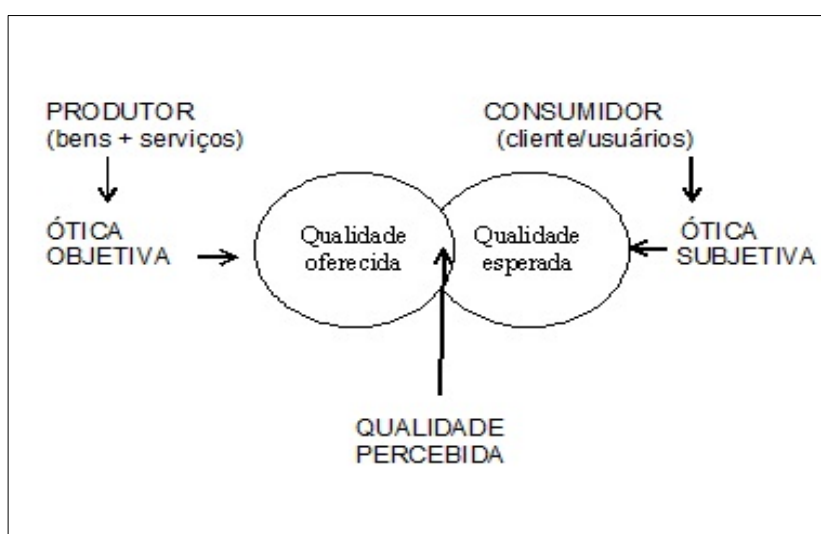 PRODUTOR
(bens + serviços)
CONSUMIDOR
(cliente/usuários)
ÓTICA
OBJETIVA
Qualidade
oferecida
Qualidade
esperada
ÓTICA
SUBJETIVA
QUALIDADE
PERCEBIDA